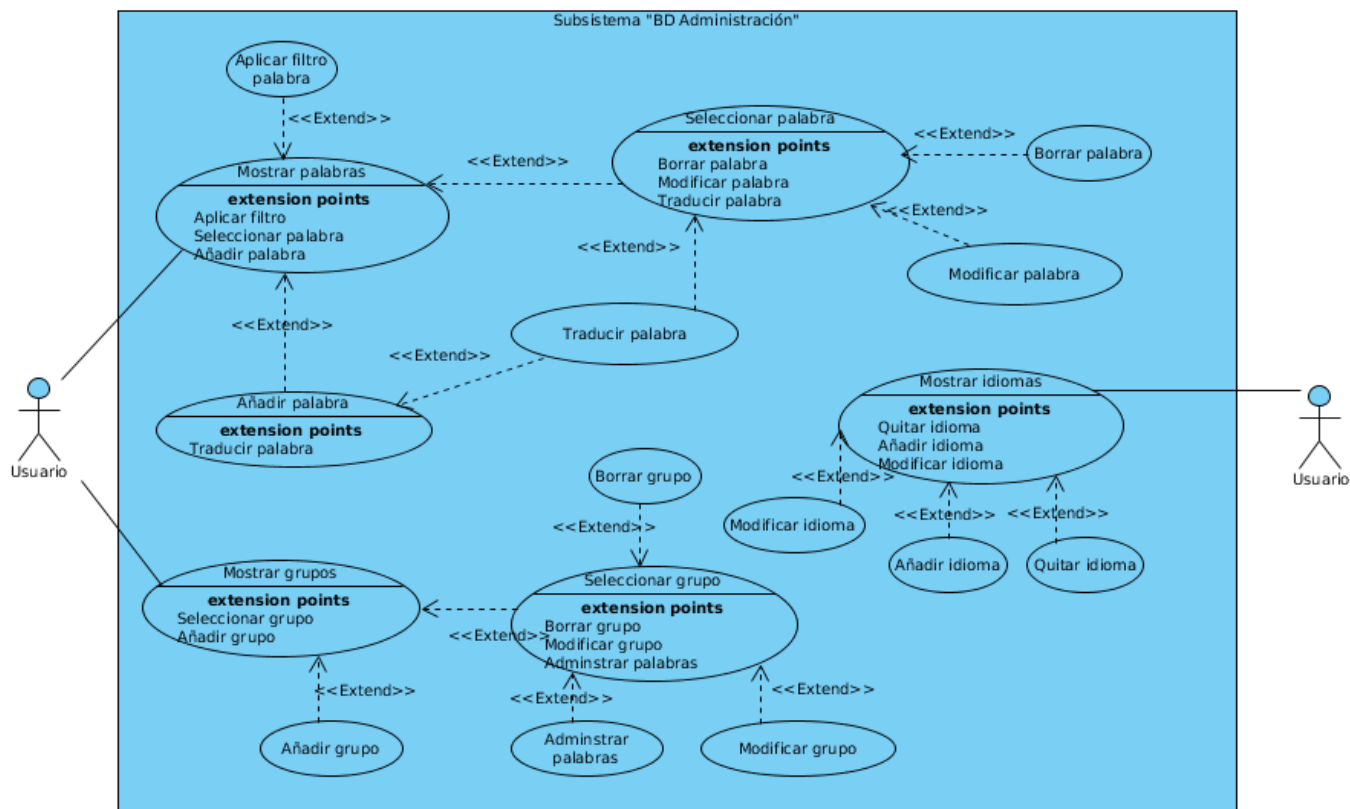 Subsistema "BD Administración"
Aplicar filtro
palabra
<<Extend>>
Mostrar palabras
extension points
Aplicar filtro
Seleccionar palabra
Añadir palabra
<<Extend>>
Seleccionar palabra
extension points
Borrar palabra
Modificar palabra
Traducir palabra
<<Extend>>
Borrar palabra
<<Extend>>
Modificar palabra
<<Extend>>
Traducir palabra
<<Extend>>
<<Extend>>
Añadir palabra
extension points
Traducir palabra
Usuario
Mostrar idiomas
extension points
Quitar idioma
Añadir idioma
Modificar idioma
Usuario
<<Extend>>
Modificar idioma
<<Extend>>
Añadir idioma
<<Extend>>
Quitar idioma
Borrar grupo
<<Extend>>
Mostrar grupos
extension points
Seleccionar grupo
Añadir grupo
<<Extend>>
Seleccionar grupo
extension points
Borrar grupo
Modificar grupo
Adminstrar palabras
<<Extend>>
Añadir grupo
<<Extend>>
Adminstrar
palabras
<<Extend>>
Modificar grupo